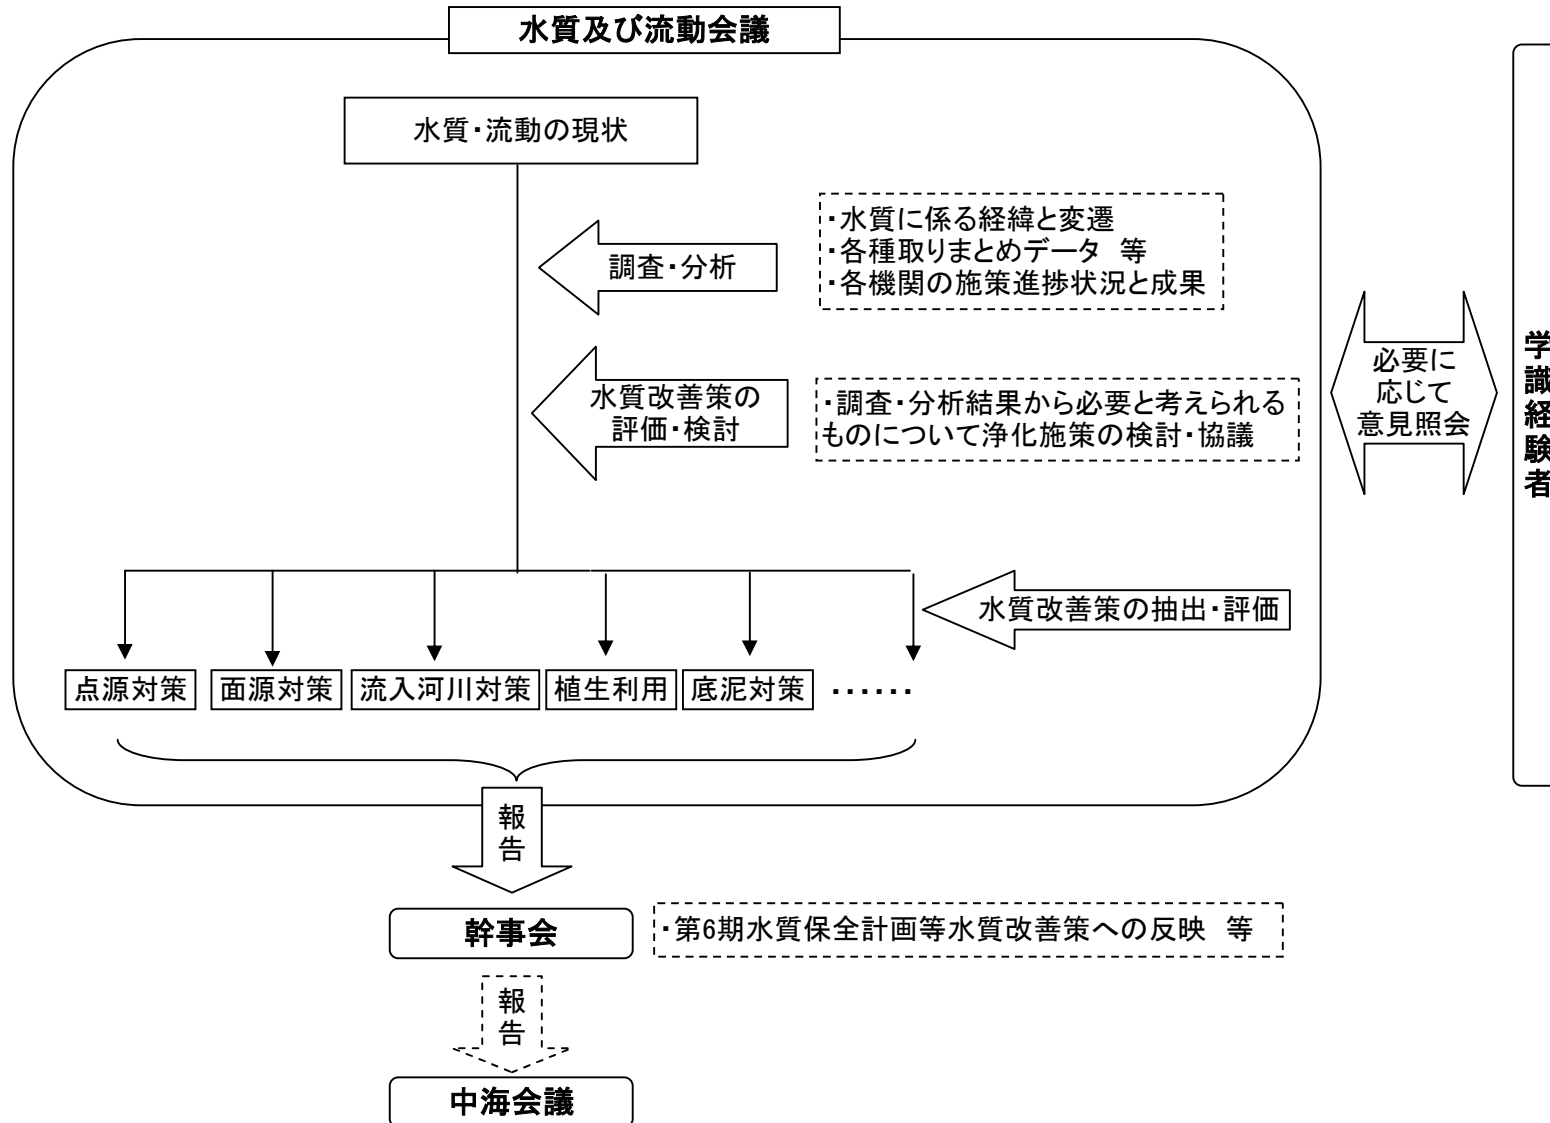 水質及び流動会議
水質・流動の現状
調査・分析
・水質に係る経緯と変遷
・各種取りまとめデータ　等
・各機関の施策進捗状況と成果
水質改善策の
評価・検討
・調査・分析結果から必要と考えられる
ものについて浄化施策の検討・協議
必要に
応じて
意見照会
学識経験者
水質改善策の抽出・評価
点源対策
面源対策
流入河川対策
植生利用
底泥対策
・・・・・・
報告
幹事会
・第6期水質保全計画等水質改善策への反映　等
報告
中海会議